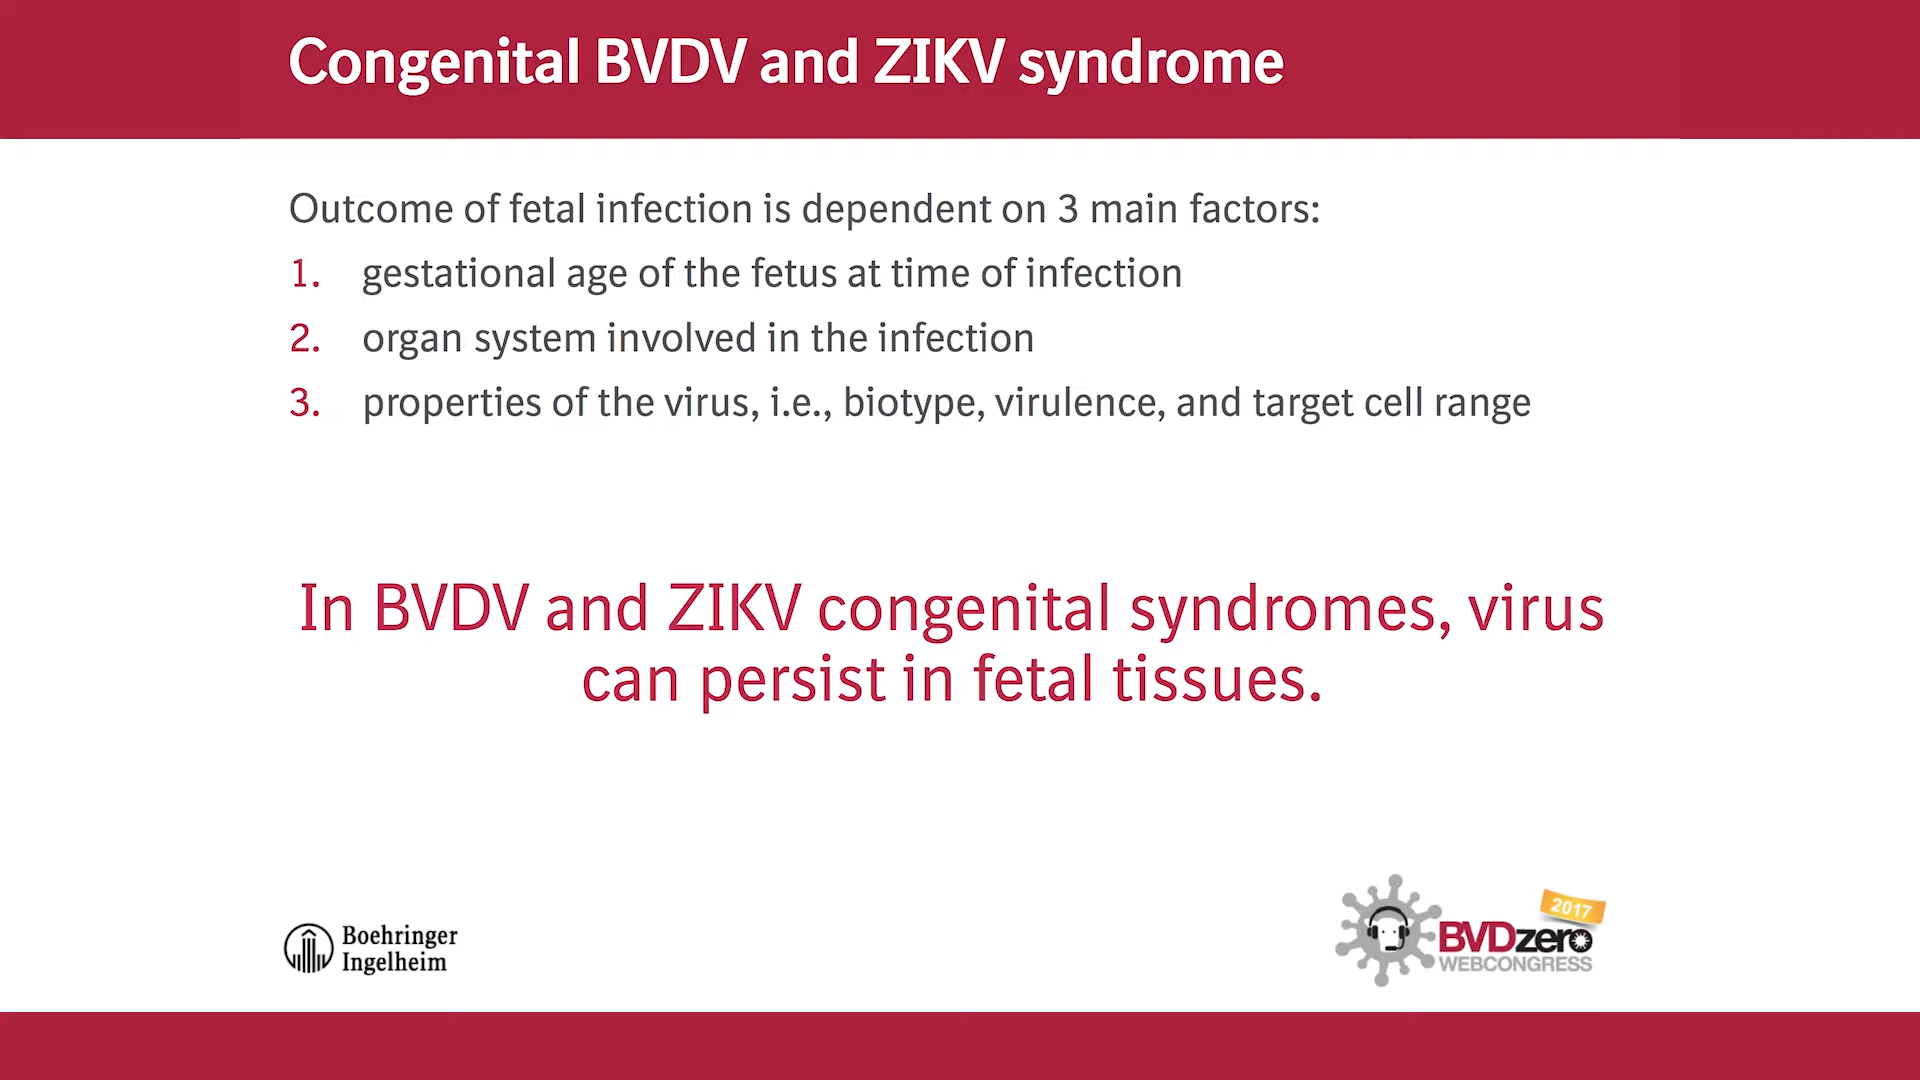 Congenital BVDV and ZIKV syndrome
Outcome of fetal infection is dependent on 3 main factors:
1. gestational age of the fetus at time of infection
2. organ system involved in the infection
3. properties of the virus, i.e., biotype, virulence, and target cell range
In BVDV and ZIKV congenital syndromes, virus
can persist in fetal tissues.
Boehringer
Ingelheim
2017
BVDzero
WEBCONGRESS